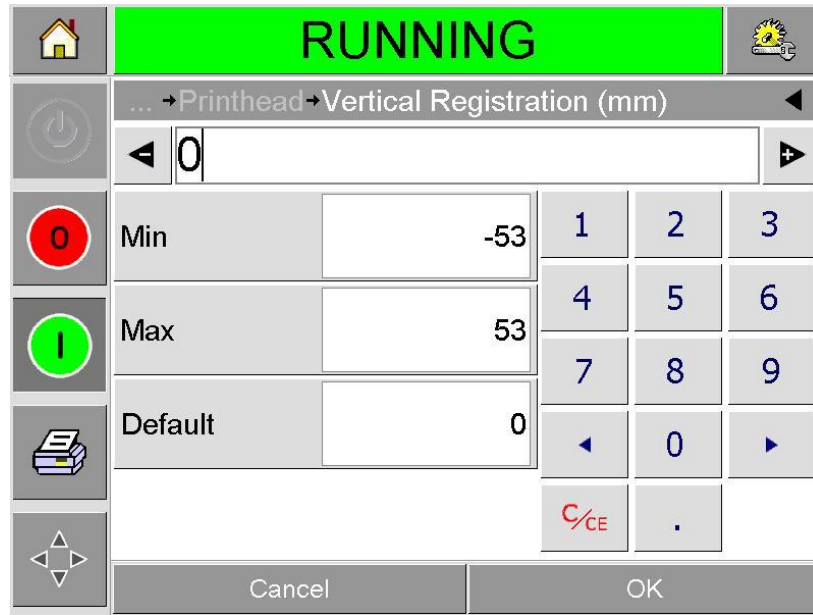 RUNNING
... →Printhead→Vertical Registration (mm)
- 0 +
0 Min -53 1 2 3
Max 53 4 5 6
I 7 8 9
Default 0 0
C/CE .
Cancel OK